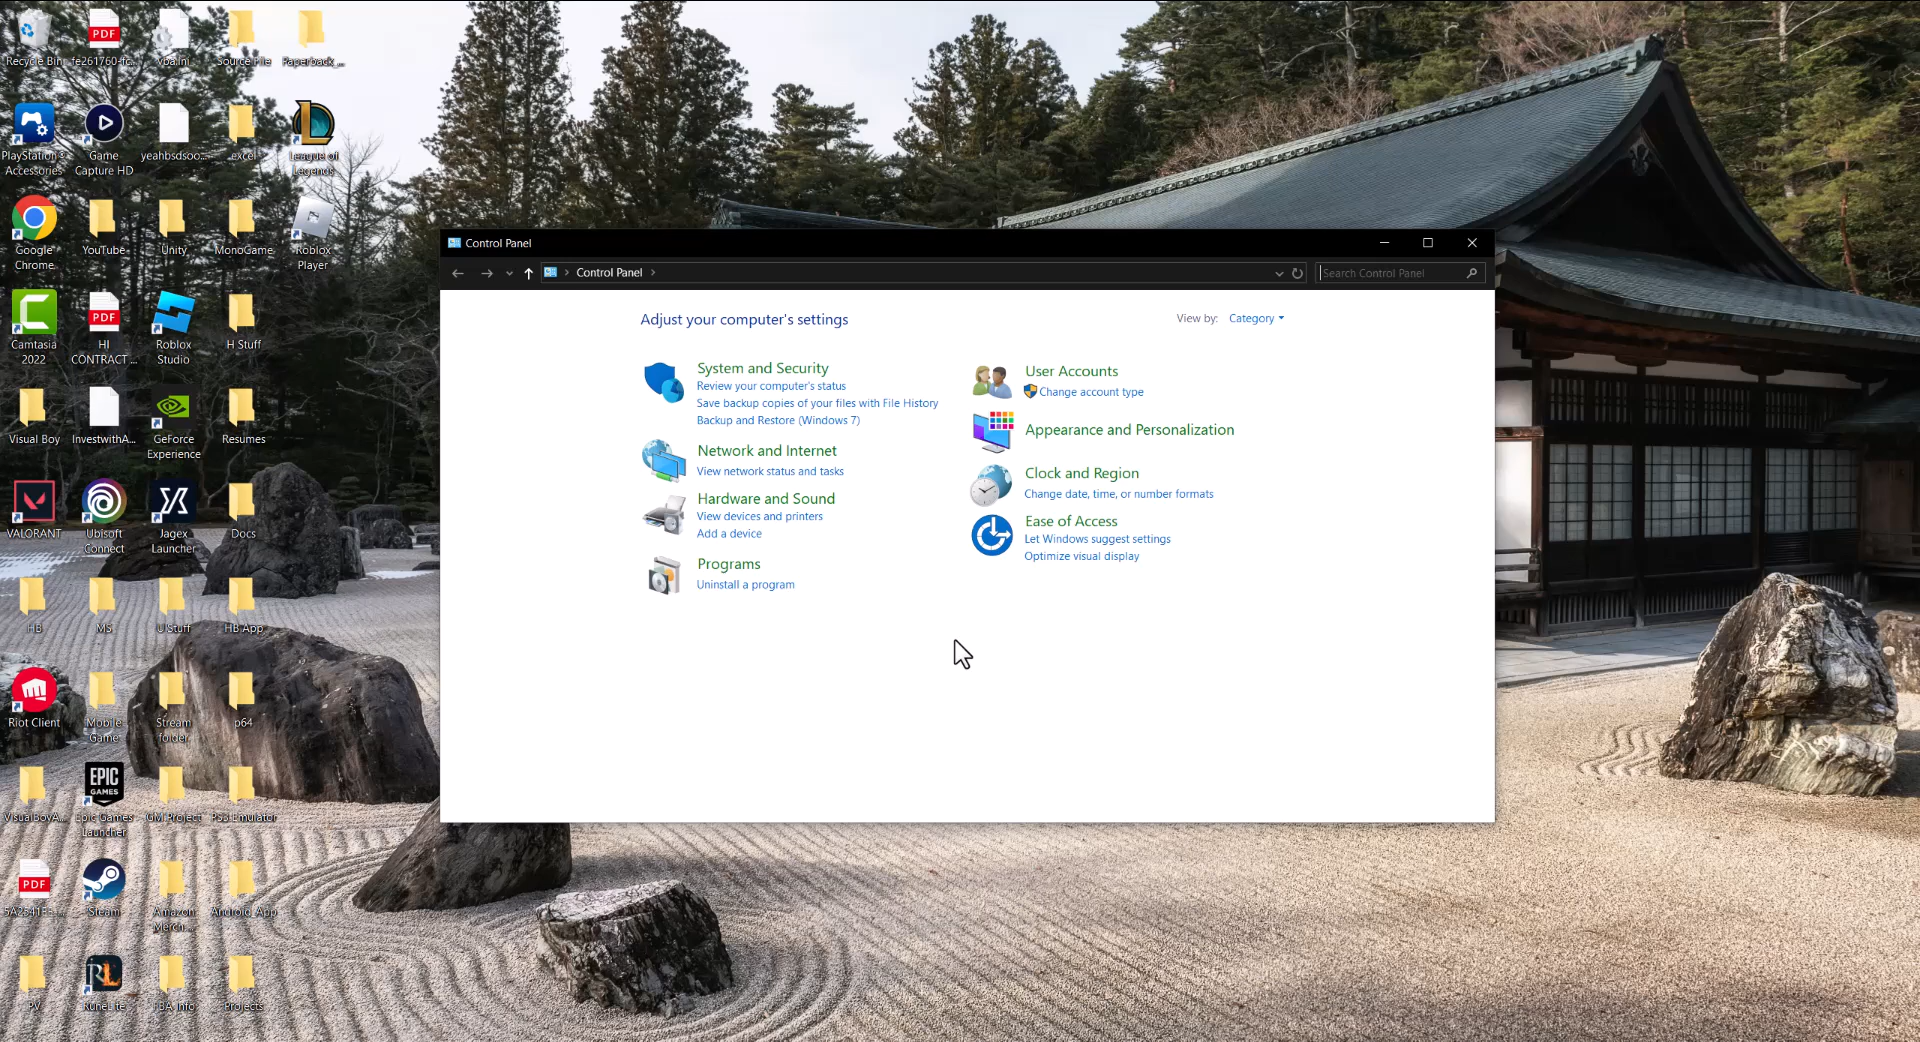 Recycle Bin
fe261760-fc...
vba.ini
Source File
Paperback_...
PlayStation®
Accessories
Game
Capture HD
yeahbsdsoo...
excel
League of
Legends
Google
Chrome
YouTube
Unity
MonoGame
Roblox
Player
Camtasia
2022
PDF
HI
CONTRACT ...
Roblox
Studio
H Stuff
Visual Boy
InvestwithA...
GeForce
Experience
Resumes
VALORANT
Ubisoft
Connect
Jagex
Launcher
Docs
HB
MS
U Stuff
HB App
Riot Client
Mobile
Game
Stream
folder
p64
VisualBoyA...
EPIC
GAMES
Epic Games
Launcher
GM Project
PS3 Emulator
PDF
Steam
Amazon
Merch...
Android_App
PV
RL
RuneLite
FBA_Info
Projects
PDF
Control Panel
Control Panel
Search Control Panel
Adjust your computer's settings
View by:
Category
System and Security
Review your computer's status
Save backup copies of your files with File History
Backup and Restore (Windows 7)
Network and Internet
View network status and tasks
Hardware and Sound
View devices and printers
Add a device
Programs
Uninstall a program
User Accounts
Change account type
Appearance and Personalization
Clock and Region
Change date, time, or number formats
Ease of Access
Let Windows suggest settings
Optimize visual display